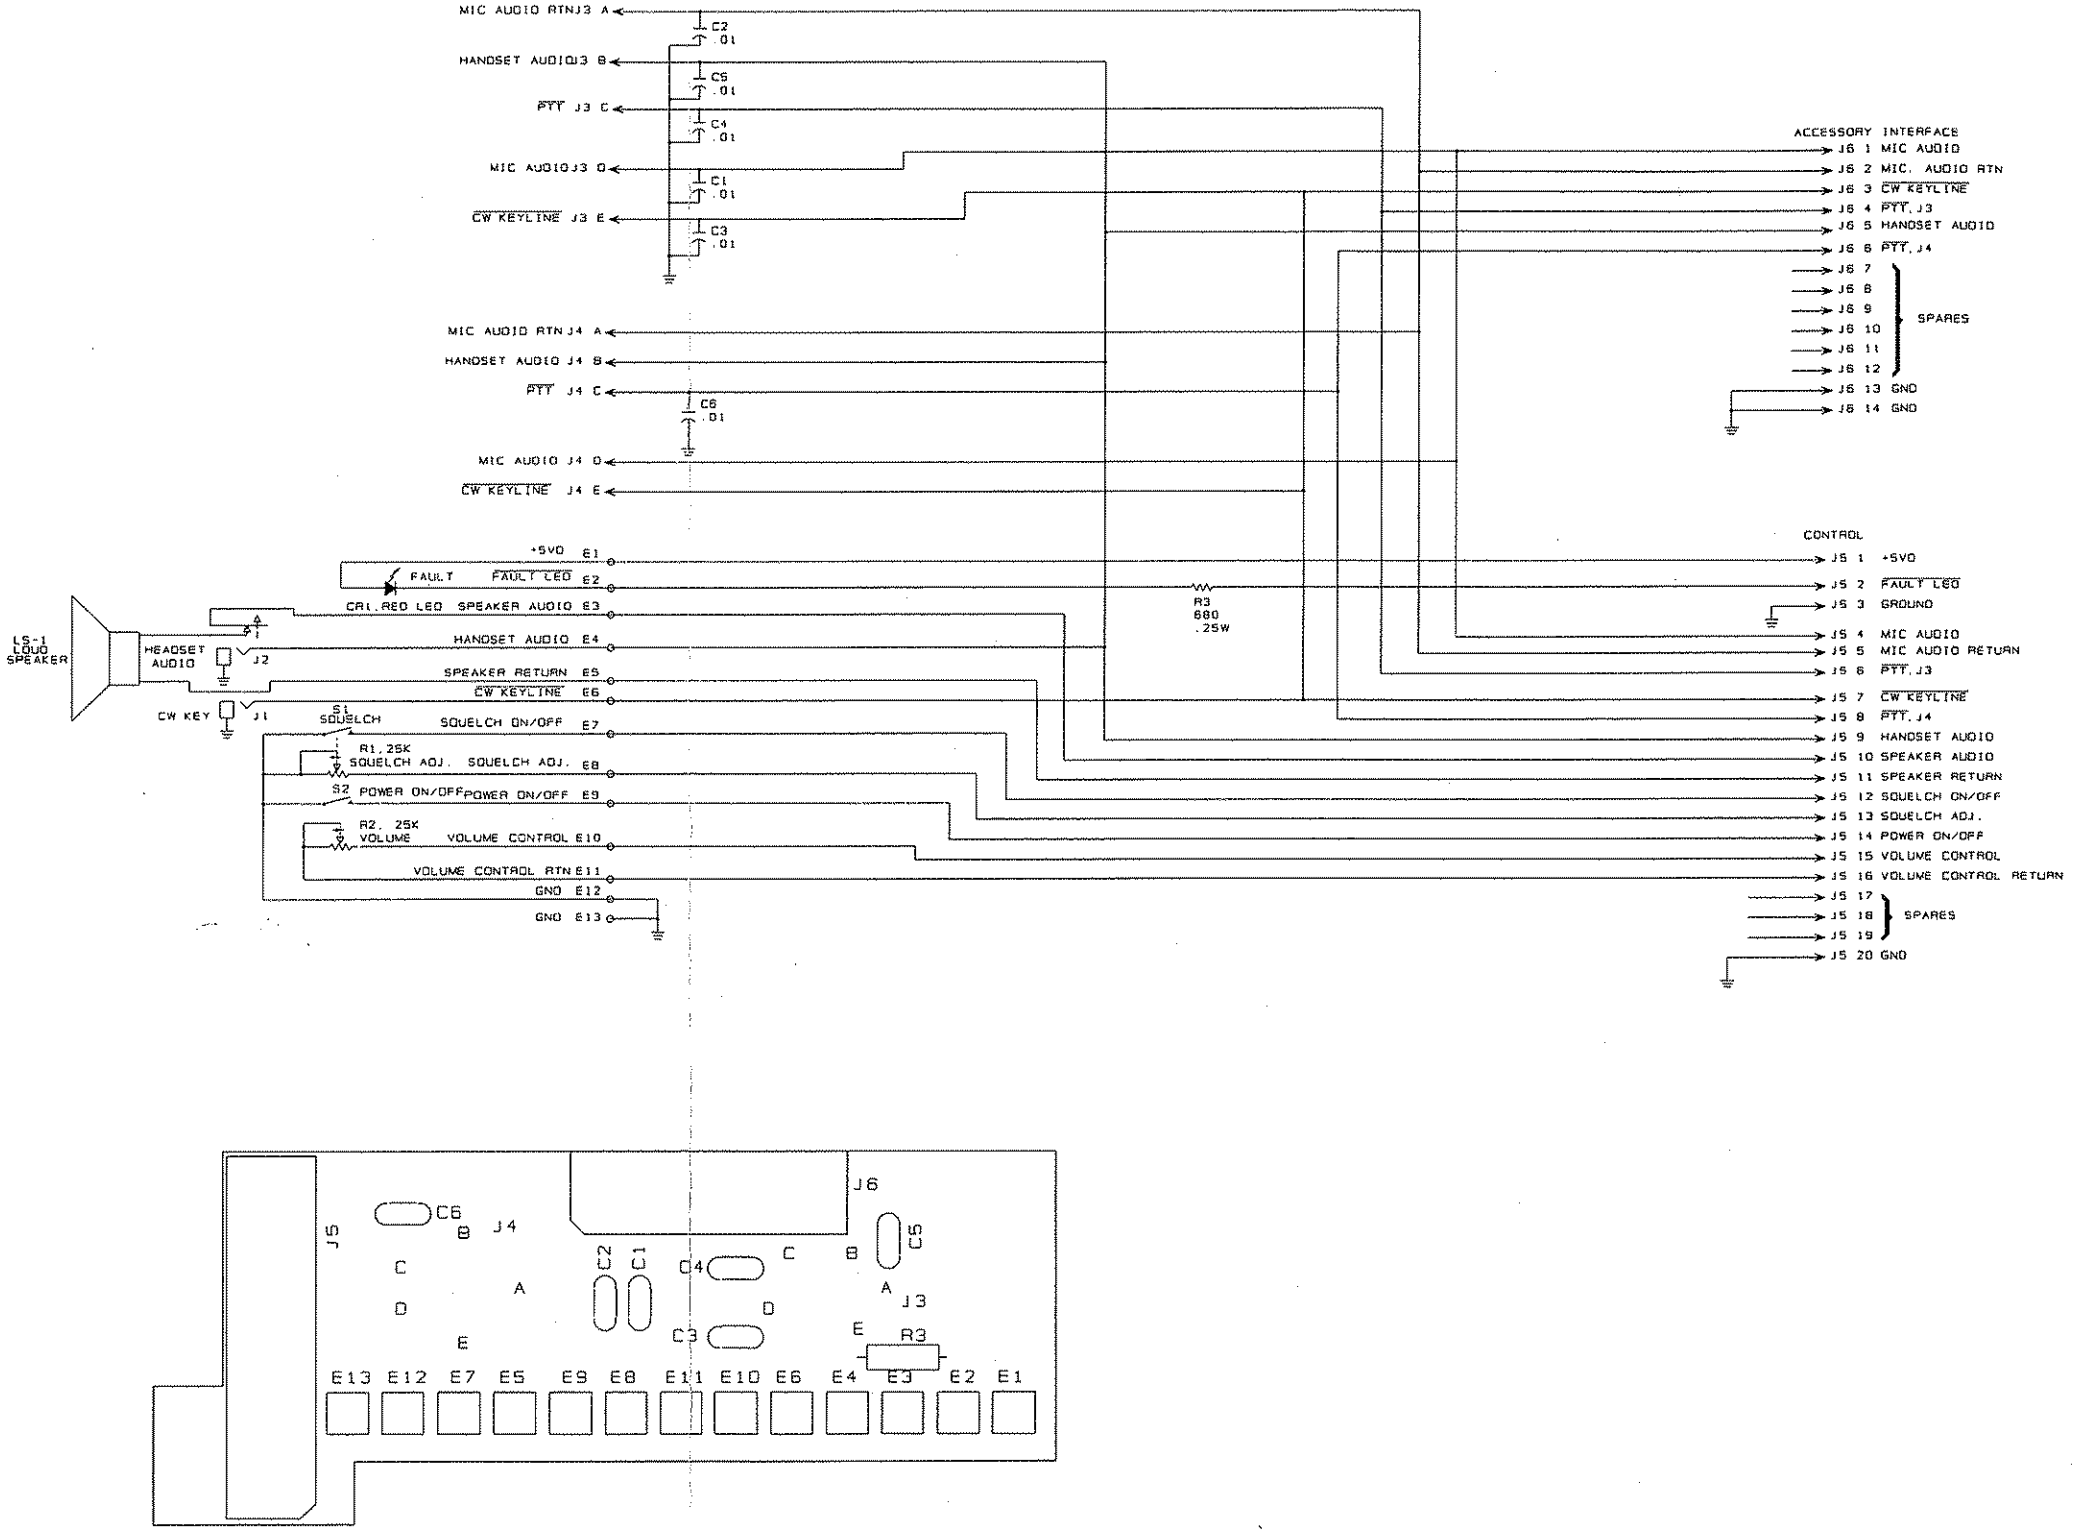 MIC AUDIO RTN J3 A
C2
.01
HANDSET AUDIO J3 B
C5
.01
PTT J3 C
C4
.01
MIC AUDIO J3 D
C1
.01
CW KEYLINE J3 E
C3
.01
ACCESSORY INTERFACE
J6 1 MIC AUDIO
J6 2 MIC. AUDIO RTN
J6 3 CW KEYLINE
J6 4 PTT, J3
J6 5 HANDSET AUDIO
J6 6 PTT, J4
J6 7
J6 8
J6 9
J6 10
J6 11
J6 12
SPARES
J6 13 GND
J6 14 GND
MIC AUDIO RTN J4 A
HANDSET AUDIO J4 B
PTT J4 C
C6
.01
MIC AUDIO J4 D
CW KEYLINE J4 E
+5VD E1
FAULT FAULT LED E2
CR1, RED LED SPEAKER AUDIO E3
HANDSET AUDIO E4
SPEAKER RETURN E5
CW KEYLINE E6
SQUELCH ON/OFF E7
SQUELCH ADJ. SQUELCH ADJ. E8
POWER ON/OFF POWER ON/OFF E9
VOLUME VOLUME CONTROL E10
VOLUME CONTROL RTN E11
GND E12
GND E13
LS-1
LOUD
SPEAKER
HEADSET
AUDIO
J2
CW KEY
J1
S1
SQUELCH
R1, 25K
S2
R2, 25K
R3
680
.25W
CONTROL
J5 1 +5VD
J5 2 FAULT LED
J5 3 GROUND
J5 4 MIC AUDIO
J5 5 MIC AUDIO RETURN
J5 6 PTT, J3
J5 7 CW KEYLINE
J5 8 PTT, J4
J5 9 HANDSET AUDIO
J5 10 SPEAKER AUDIO
J5 11 SPEAKER RETURN
J5 12 SQUELCH ON/OFF
J5 13 SQUELCH ADJ.
J5 14 POWER ON/OFF
J5 15 VOLUME CONTROL
J5 16 VOLUME CONTROL RETURN
J5 17
J5 18
J5 19
SPARES
J5 20 GND
J5
C6
B
J4
C
D
A
E
J6
C2
C1
C4
C
B
C5
A
J3
D
C3
E
R3
E13 E12 E7 E5 E9 E8 E11 E10 E6 E4 E3 E2 E1